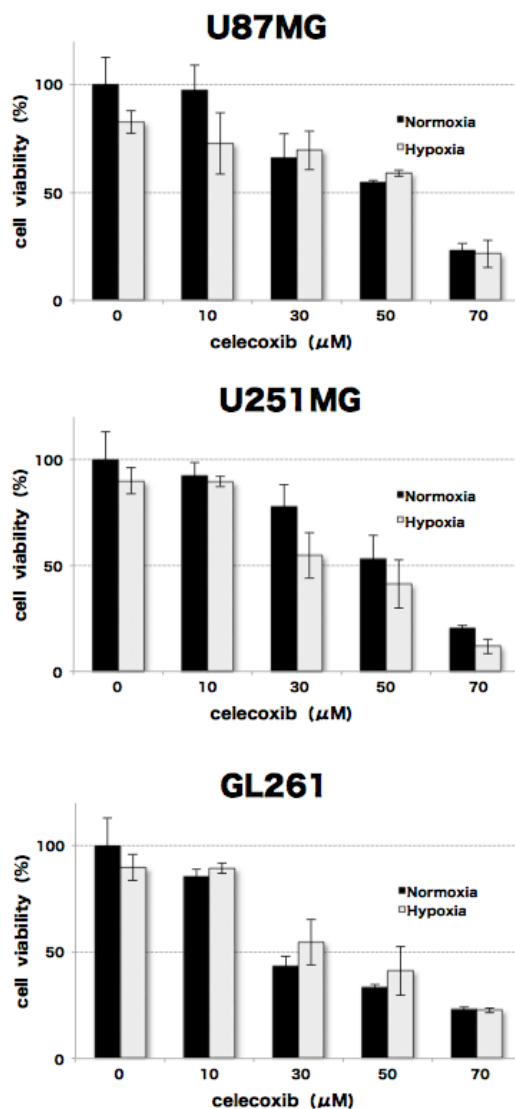 U87MG
cell viability (%)
100
50
0
Normoxia
Hypoxia
0 10 30 50 70
celecoxib (μM)
U251MG
cell viability (%)
100
50
0
Normoxia
Hypoxia
0 10 30 50 70
celecoxib (μM)
GL261
cell viability (%)
100
50
0
Normoxia
Hypoxia
0 10 30 50 70
celecoxib (μM)